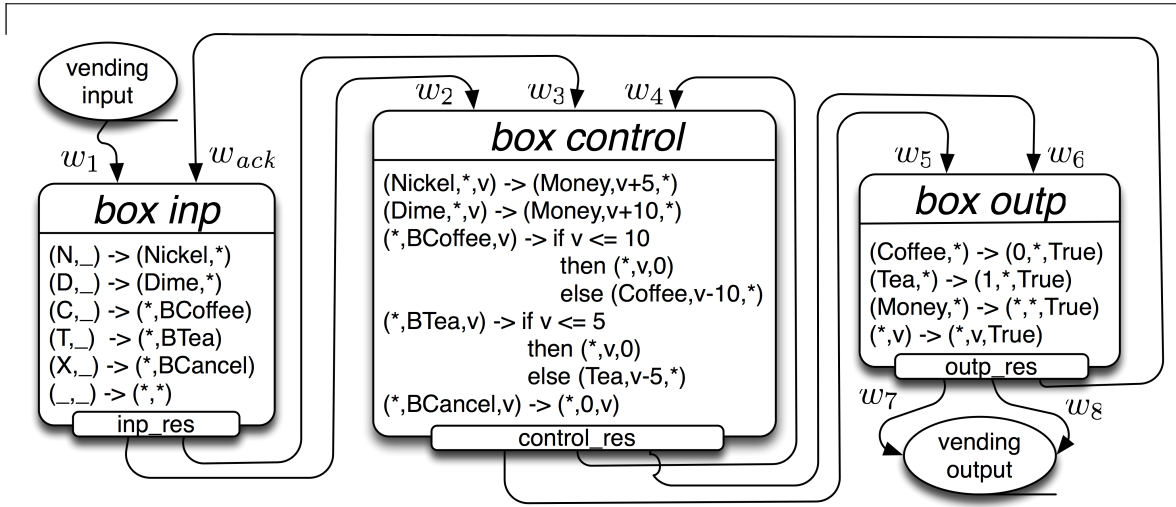 vending
input
w1
wack
box inp
(N,_) -> (Nickel,*)
(D,_) -> (Dime,*)
(C,_) -> (*,BCoffee)
(T,_) -> (*,BTea)
(X,_) -> (*,BCancel)
(_,_) -> (*,*)
inp_res
w2
w3
w4
box control
(Nickel,*,v) -> (Money,v+5,*)
(Dime,*,v) -> (Money,v+10,*)
(*,BCoffee,v) -> if v <= 10
then (*,v,0)
else (Coffee,v-10,*)
(*,BTea,v) -> if v <= 5
then (*,v,0)
else (Tea,v-5,*)
(*,BCancel,v) -> (*,0,v)
control_res
w5
w6
box outp
(Coffee,*) -> (0,*,True)
(Tea,*) -> (1,*,True)
(Money,*) -> (*,*,True)
(*,v) -> (*,v,True)
outp_res
w7
w8
vending
output